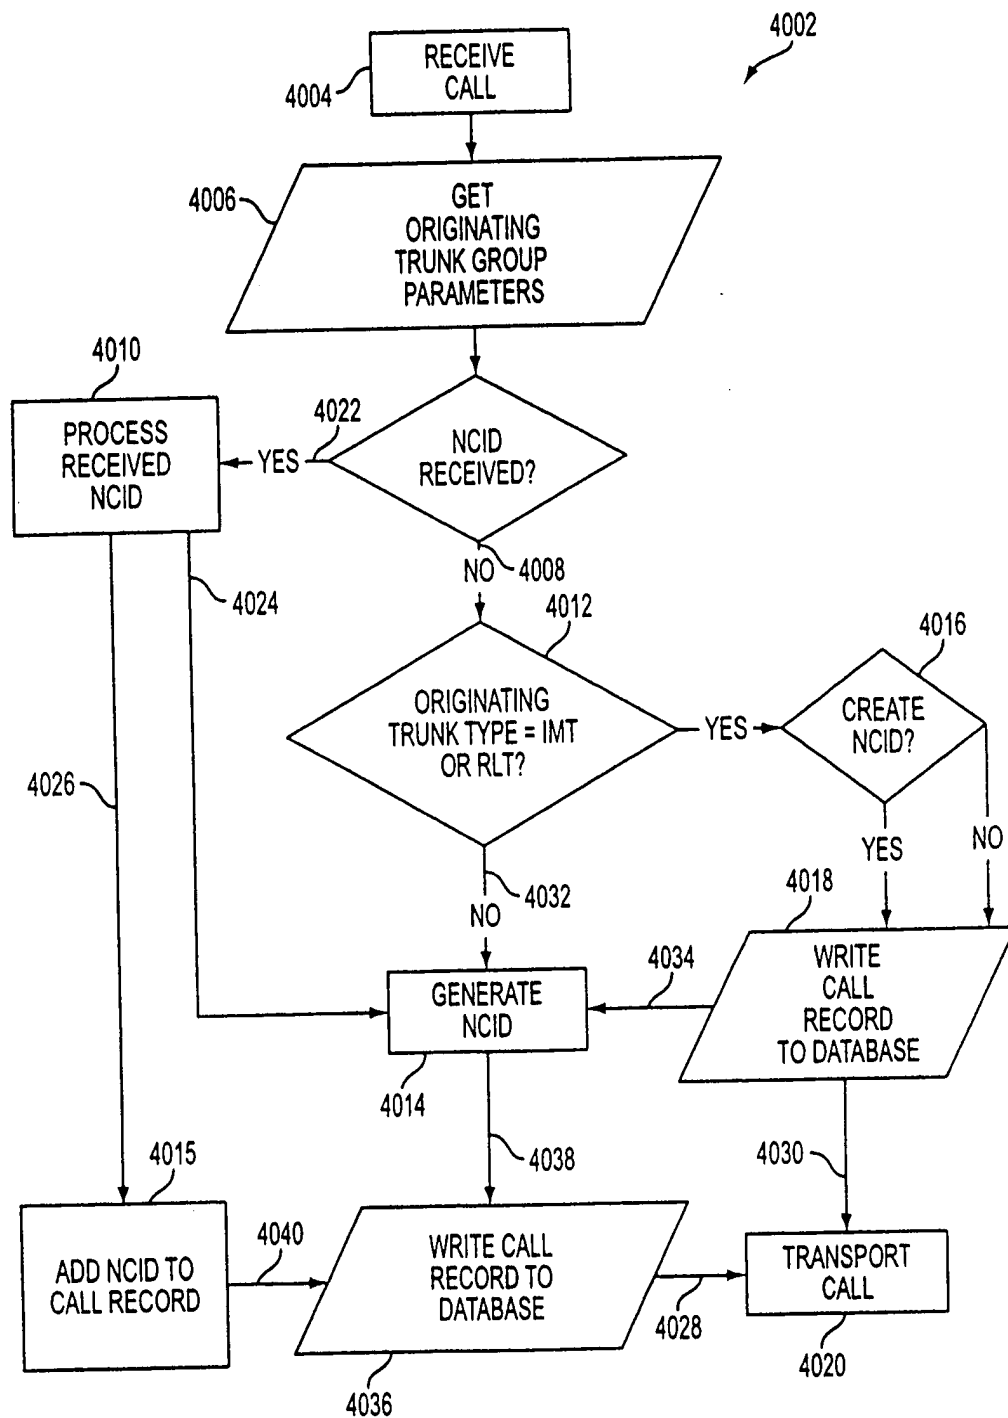 4002
RECEIVE
CALL
4004
4006
GET
ORIGINATING
TRUNK GROUP
PARAMETERS
4010
PROCESS
RECEIVED
NCID
YES
4022
NCID
RECEIVED?
NO
4008
4024
4012
4016
ORIGINATING
TRUNK TYPE = IMT
OR RLT?
YES
CREATE
NCID?
4026
YES
NO
4032
NO
4018
WRITE
CALL
RECORD
TO DATABASE
4034
GENERATE
NCID
4014
4038
4030
4015
ADD NCID TO
CALL RECORD
4040
WRITE CALL
RECORD TO
DATABASE
4028
TRANSPORT
CALL
4020
4036